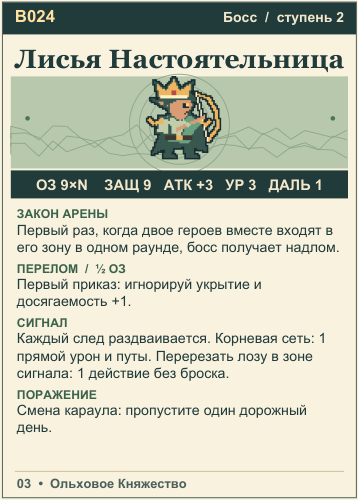 B024
Босс / ступень 2
Лисья Настоятельница
ОЗ 9×N ЗАЩ 9 АТК +3 УР 3 ДАЛЬ 1
ЗАКОН АРЕНЫ
Первый раз, когда двое героев вместе входят в
его зону в одном раунде, босс получает надлом.
ПЕРЕЛОМ / ½ ОЗ
Первый приказ: игнорируй укрытие и
досягаемость +1.
СИГНАЛ
Каждый след раздваивается. Корневая сеть: 1
прямой урон и путы. Перерезать лозу в зоне
сигнала: 1 действие без броска.
ПОРАЖЕНИЕ
Смена караула: пропустите один дорожный
день.
03 • Ольховое Княжество